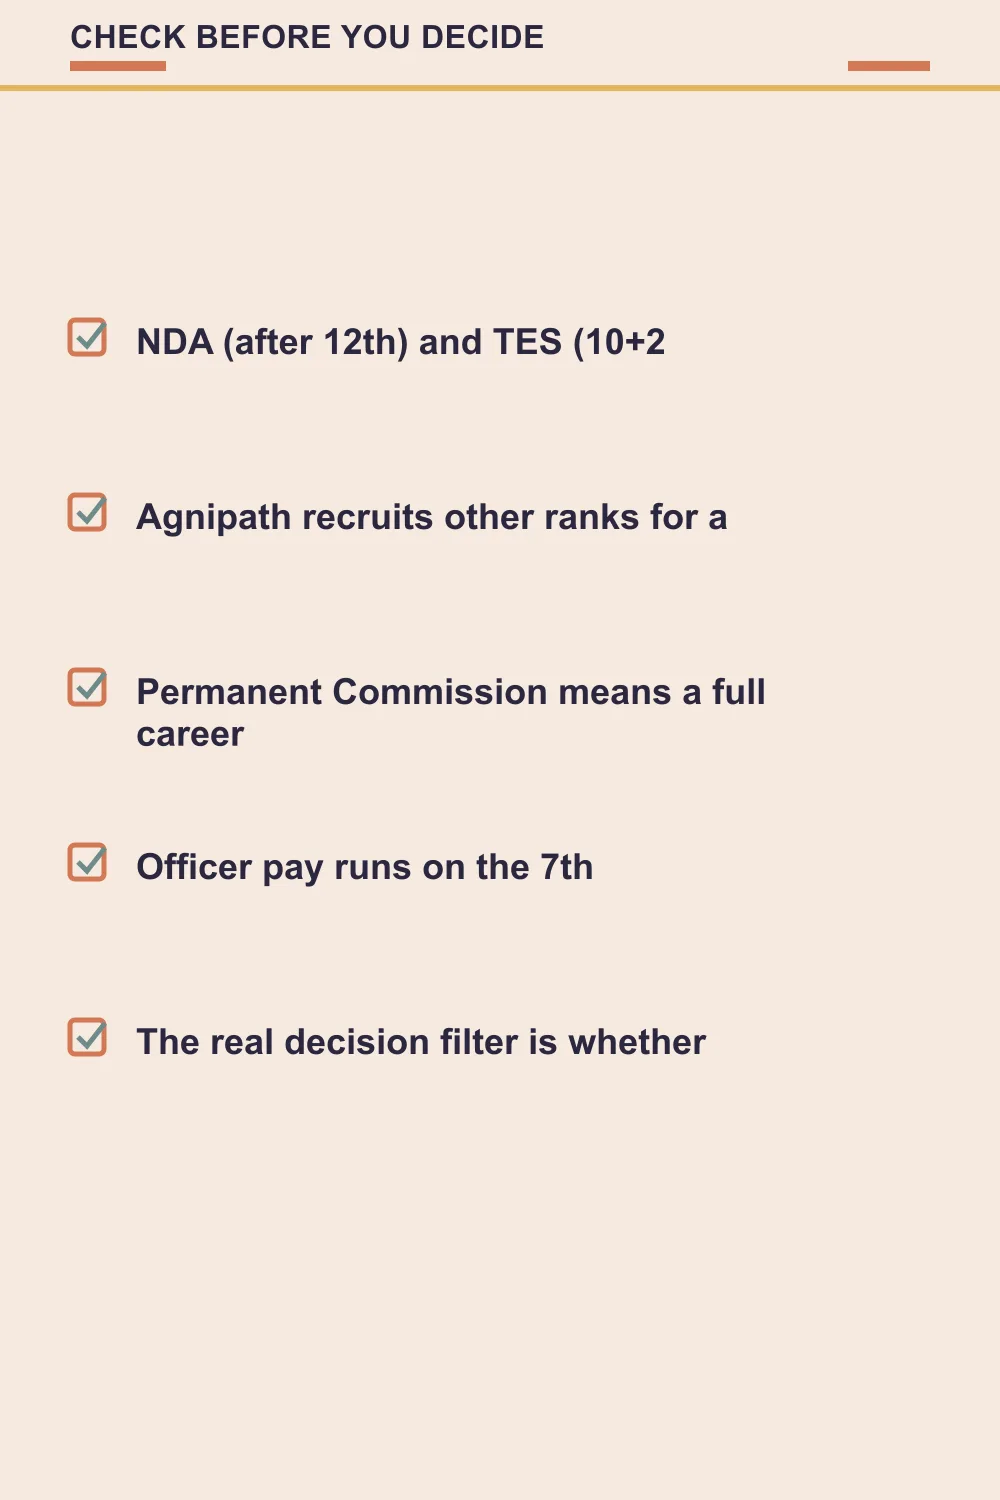 CHECK BEFORE YOU DECIDE
NDA (after 12th) and TES (10+2
Agnipath recruits other ranks for a
Permanent Commission means a full
career
Officer pay runs on the 7th
The real decision filter is whether